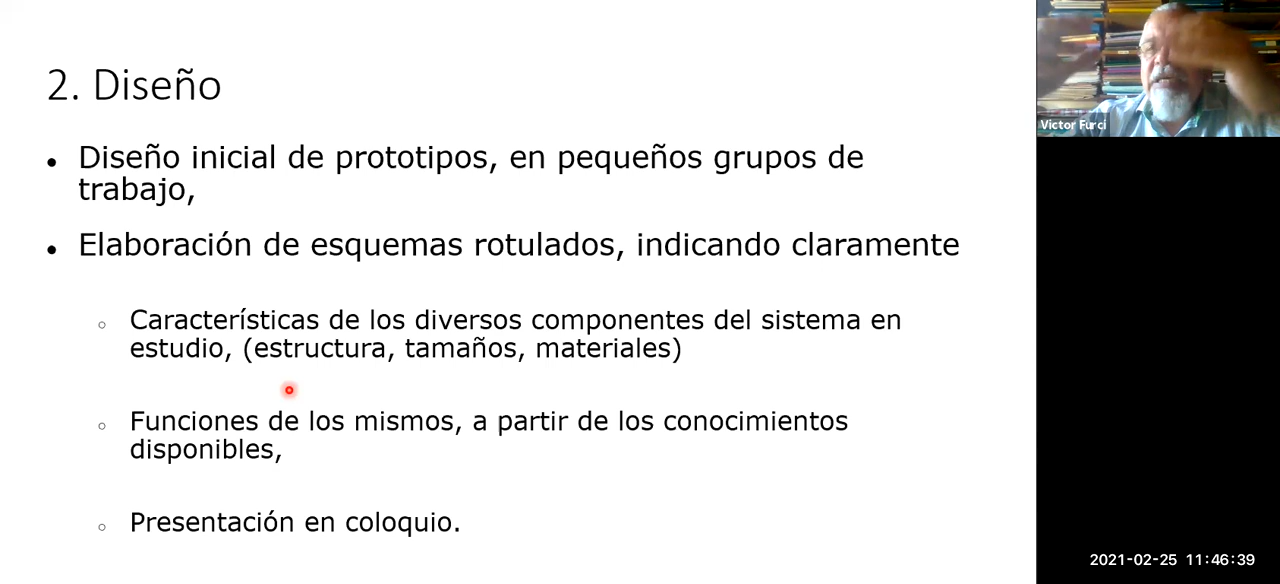 2. Diseño
Diseño inicial de prototipos, en pequeños grupos de
trabajo,
Elaboración de esquemas rotulados, indicando claramente
Características de los diversos componentes del sistema en
estudio, (estructura, tamaños, materiales)
Funciones de los mismos, a partir de los conocimientos
disponibles,
Presentación en coloquio.
Victor Furci
2021-02-25 11:46:39